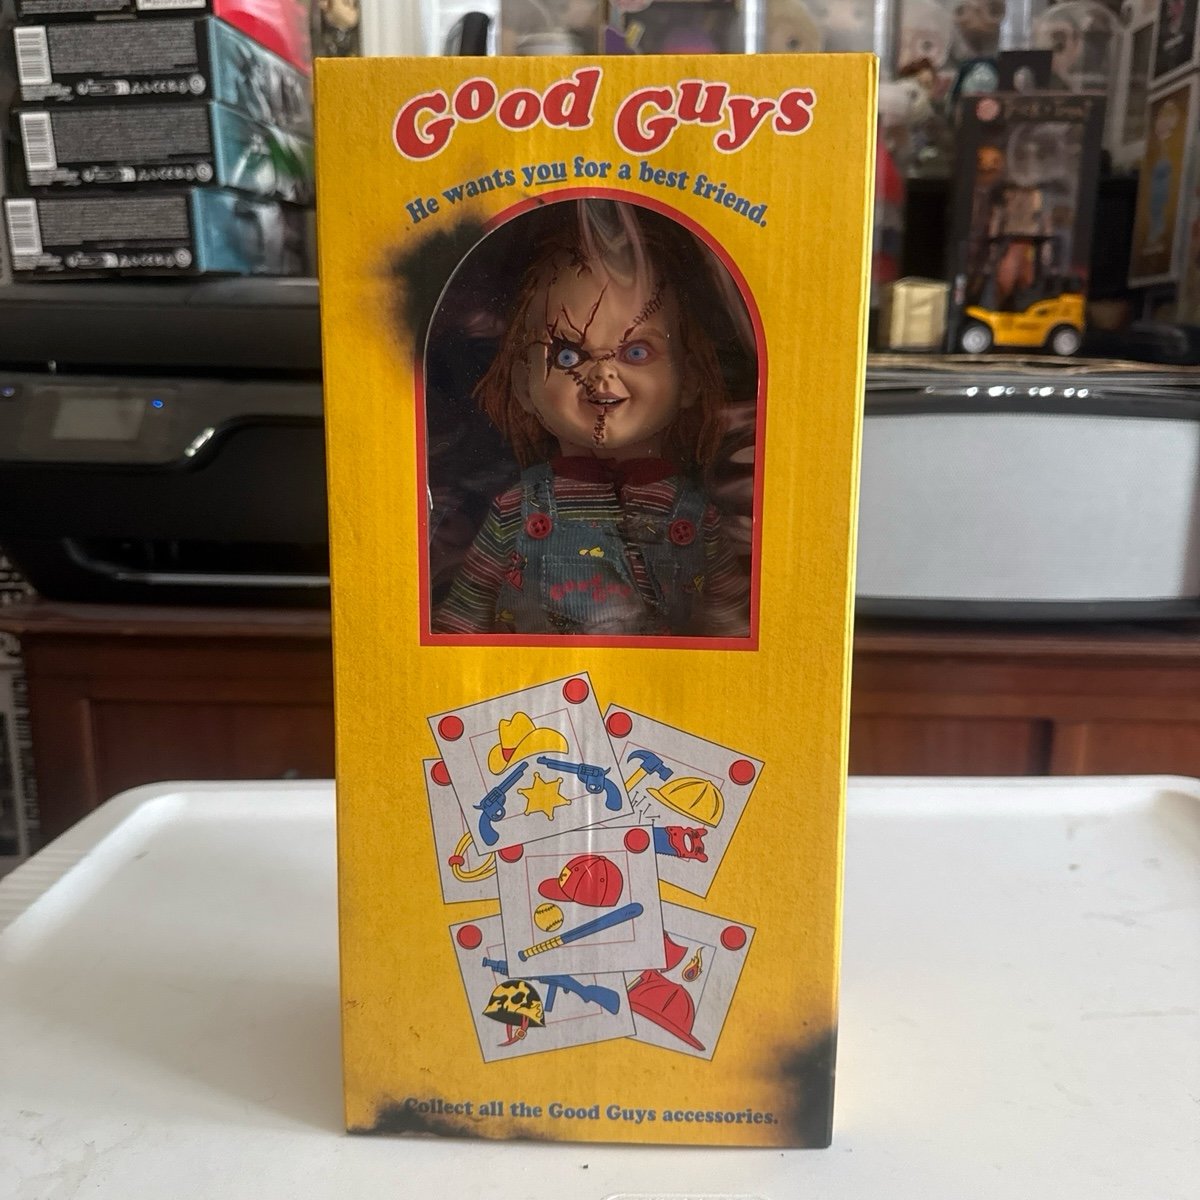 Good Guys
He wants you for a best friend.
Good Guys
Collect all the Good Guys accessories.